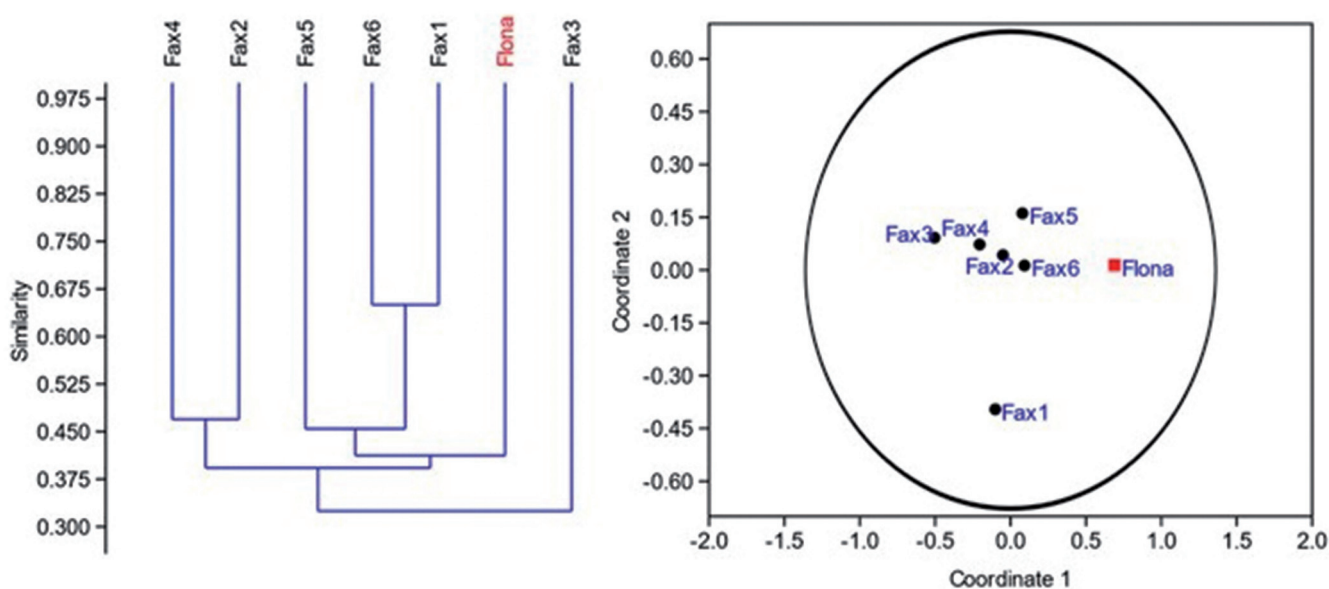 Fax4 Fax2 Fax5 Fax6 Fax1 Flona Fax3
0.975
0.900
0.825
0.750
0.675
0.600
0.525
0.450
0.375
0.300
Similarity
0.60
0.45
0.30
0.15
0.00
-0.15
-0.30
-0.45
-0.60
Coordinate 2
Fax5
Fax3 Fax4
Fax2 Fax6 Flona
Fax1
-2.0 -1.5 -1.0 -0.5 0.0 0.5 1.0 1.5 2.0
Coordinate 1